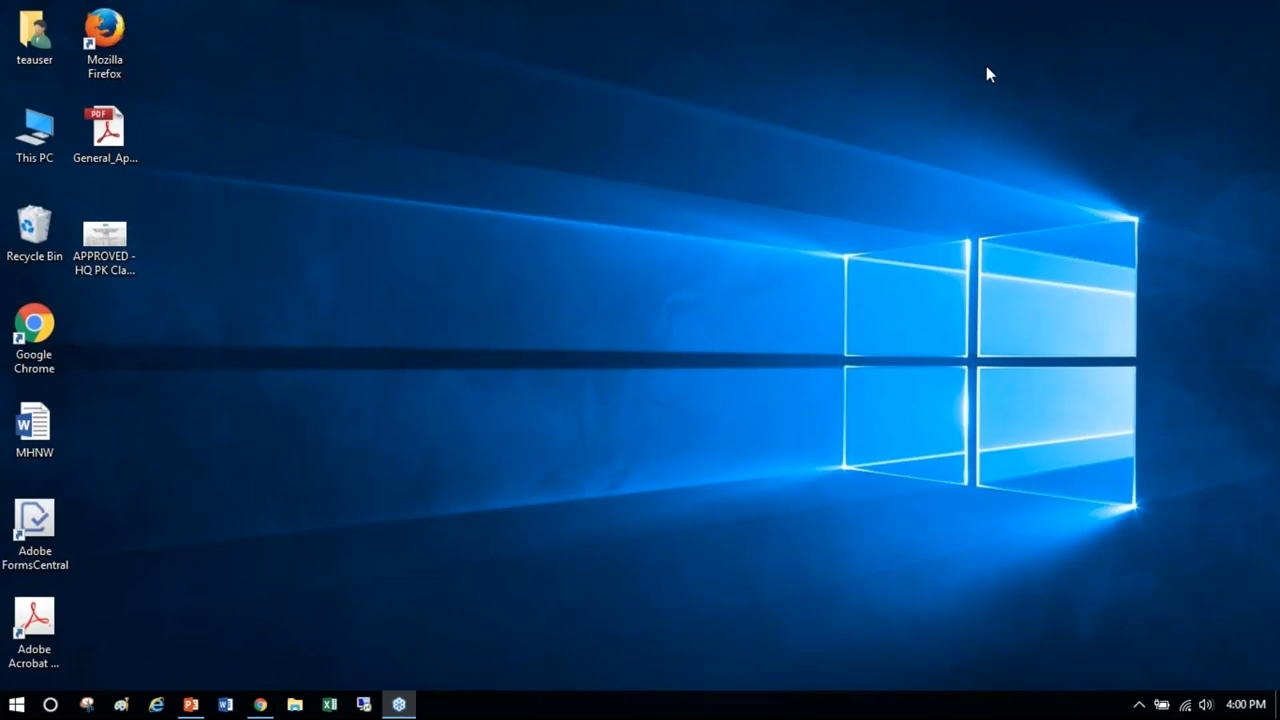 teauser
Mozilla
Firefox
This PC
PDF
General_Ap...
Recycle Bin
APPROVED -
HQ PK Cla...
Google
Chrome
W
MHNW
Adobe
FormsCentral
Adobe
Acrobat ...
4:00 PM